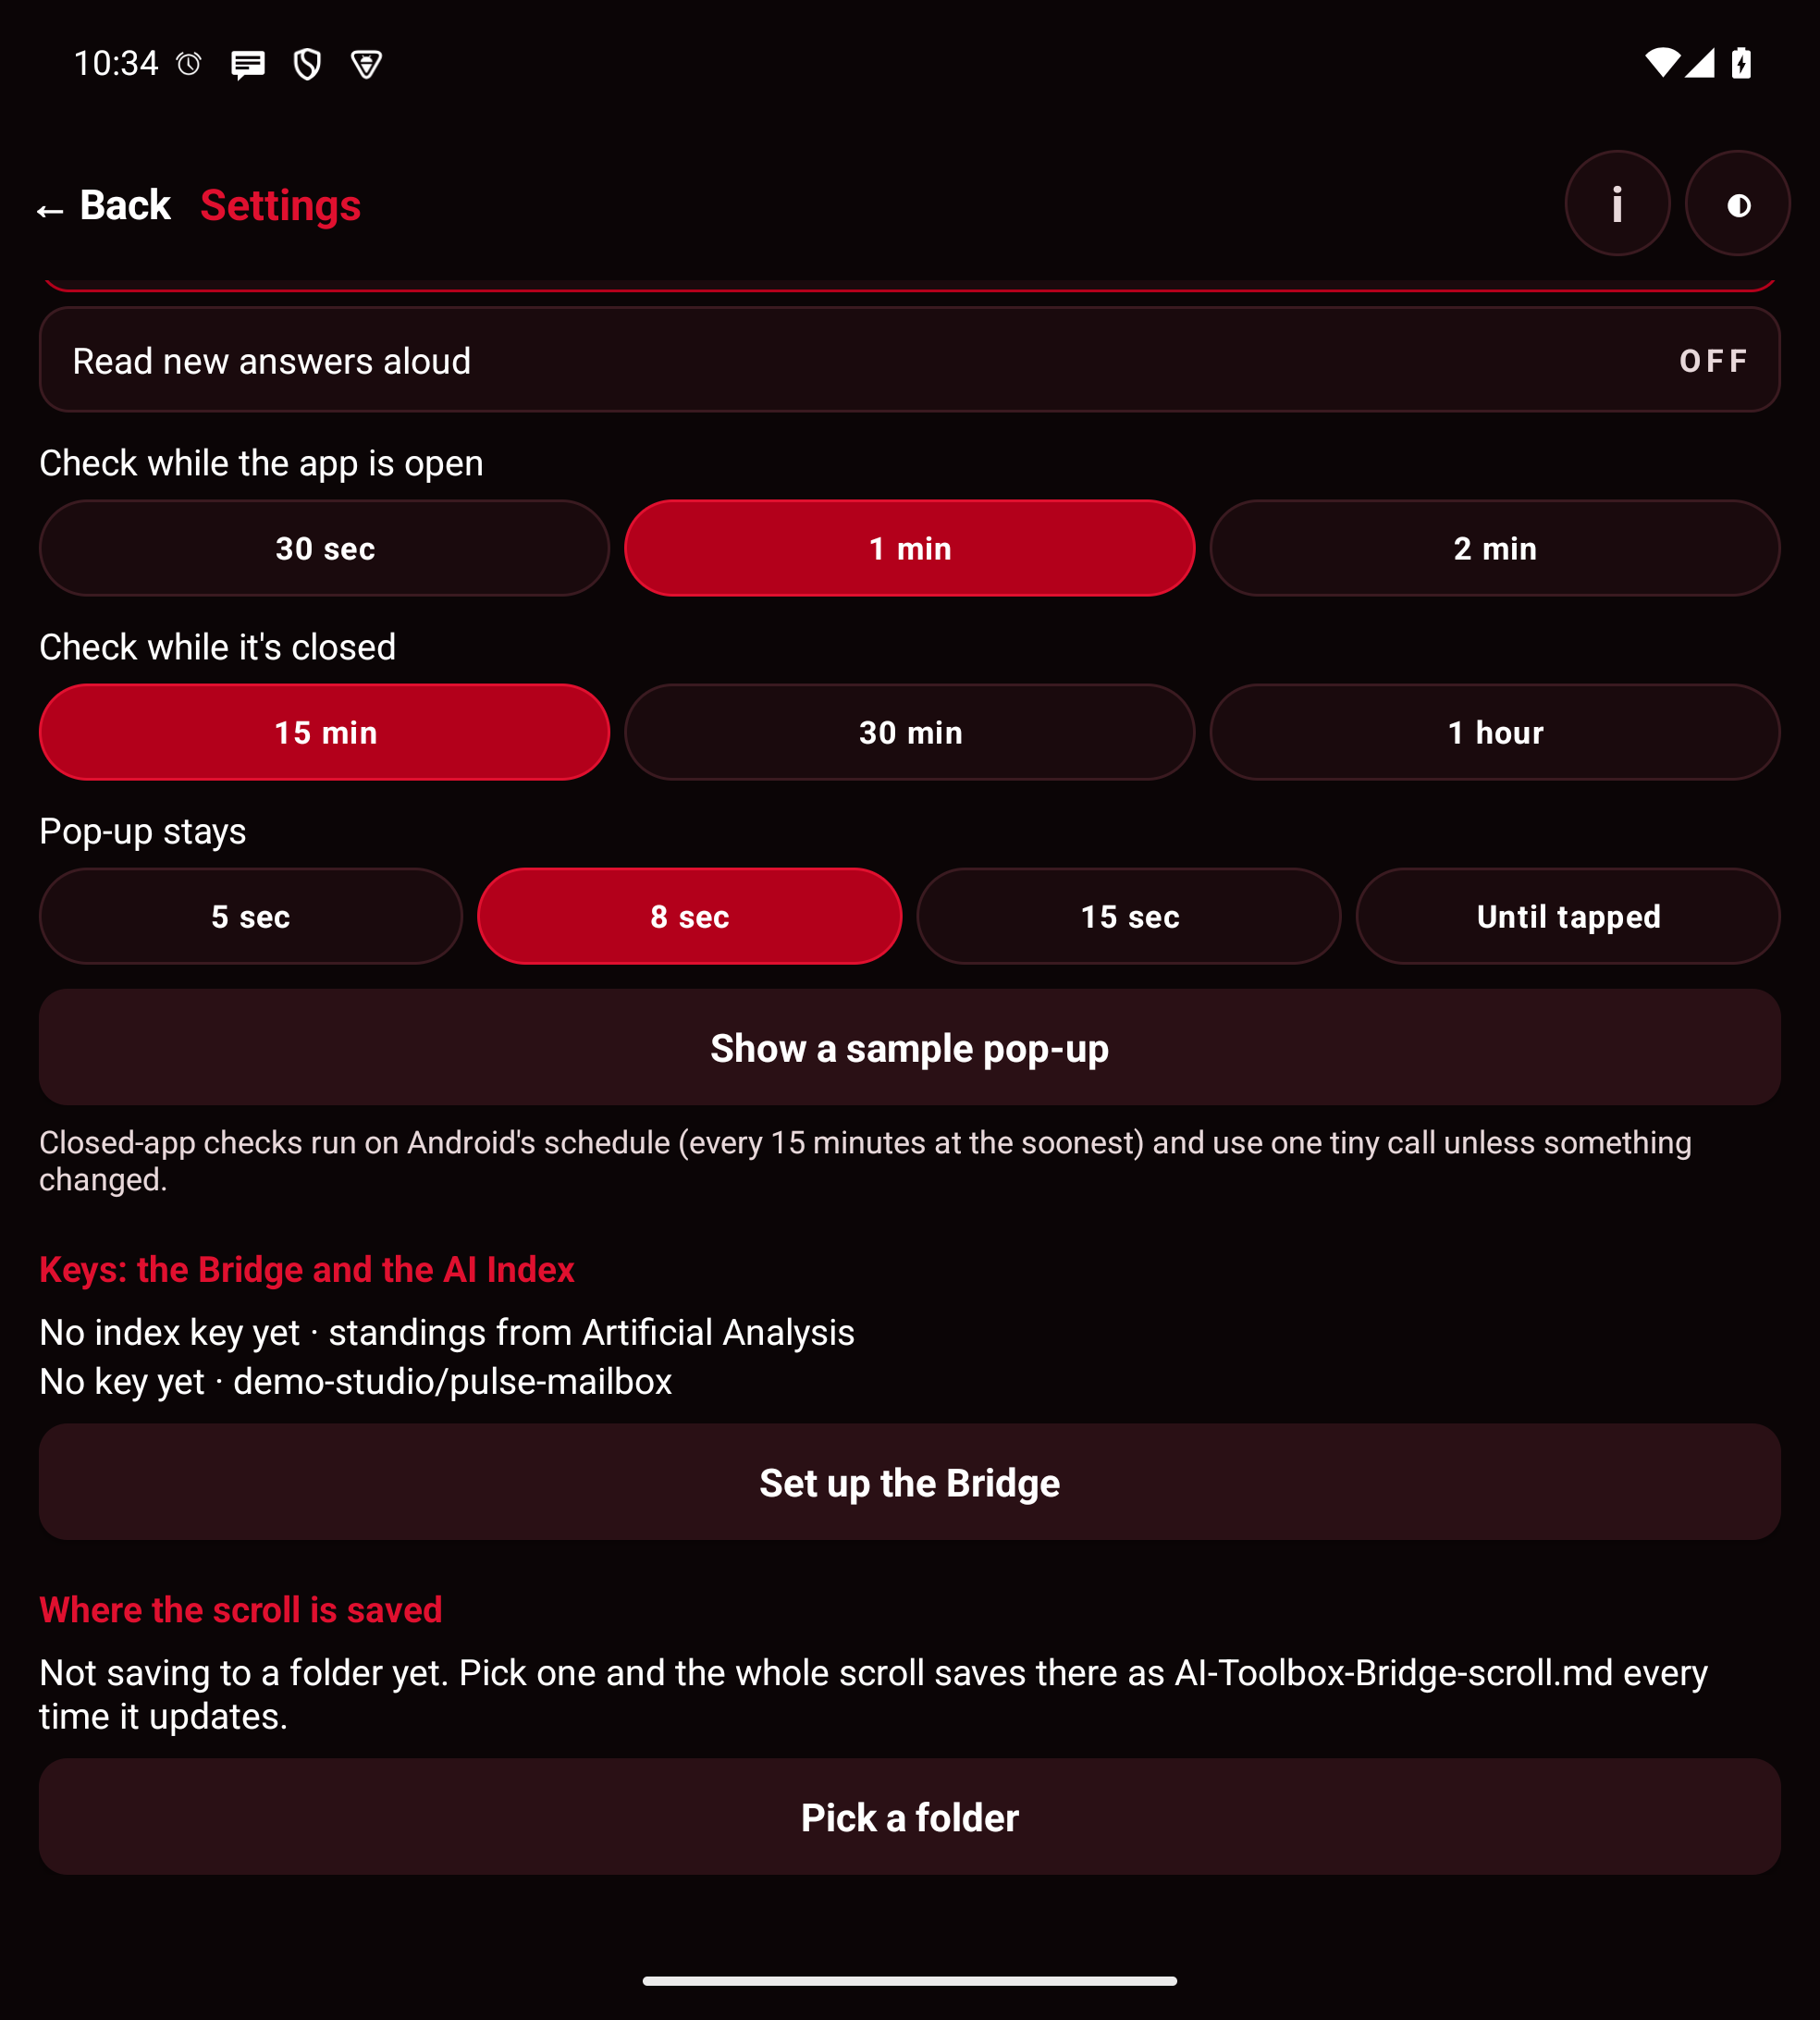 10:34
← Back Settings i
Read new answers aloud OFF
Check while the app is open
30 sec 1 min 2 min
Check while it's closed
15 min 30 min 1 hour
Pop-up stays
5 sec 8 sec 15 sec Until tapped
Show a sample pop-up
Closed-app checks run on Android's schedule (every 15 minutes at the soonest) and use one tiny call unless something
changed.
Keys: the Bridge and the AI Index
No index key yet · standings from Artificial Analysis
No key yet · demo-studio/pulse-mailbox
Set up the Bridge
Where the scroll is saved
Not saving to a folder yet. Pick one and the whole scroll saves there as AI-Toolbox-Bridge-scroll.md every
time it updates.
Pick a folder